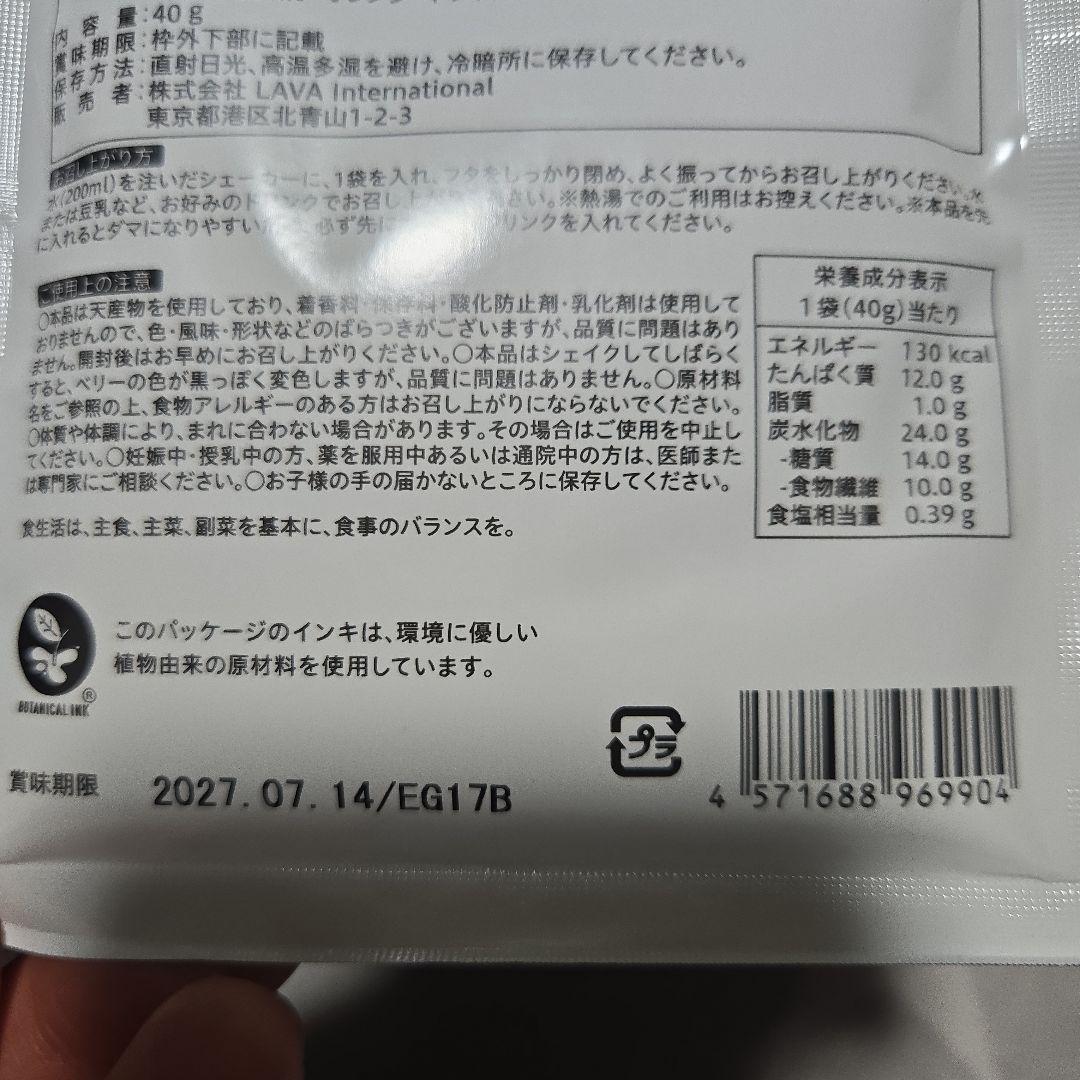 内容量:40g
賞味期限:枠外下部に記載
保存方法:直射日光、高温多湿を避け、冷暗所に保存してください。
販売者:株式会社 LAVA International
東京都港区北青山1-2-3
お召し上がり方
水(200ml)を注いだシェーカーに、1袋を入れ、フタをしっかり閉め、よく振ってからお召し上がりください。水
または豆乳など、お好みのドリンクでお召し上がりください。※熱湯でのご利用はお控えください。※本品を先
に入れるとダマになりやすい 必ず先に リンクを入れてください。
ご使用上の注意
○本品は天産物を使用しており、着香料・保存料・酸化防止剤・乳化剤は使用して
おりませんので、色・風味・形状などのばらつきがございますが、品質に問題はあり
ません。開封後はお早めにお召し上がりください。○本品はシェイクしてしばらく
すると、ベリーの色が黒っぽく変色しますが、品質に問題はありません。○原材料
名をご参照の上、食物アレルギーのある方はお召し上がりにならないでください。
○体質や体調により、まれに合わない場合があります。その場合はご使用を中止し
てください。○妊娠中・授乳中の方、薬を服用中あるいは通院中の方は、医師また
は専門家にご相談ください。○お子様の手の届かないところに保存してください。
食生活は、主食、主菜、副菜を基本に、食事のバランスを。
栄養成分表示
1袋(40g)当たり
エネルギー 130 kcal
たんぱく質 12.0 g
脂質 1.0 g
炭水化物 24.0 g
-糖質 14.0 g
-食物繊維 10.0 g
食塩相当量 0.39 g
このパッケージのインキは、環境に優しい
植物由来の原材料を使用しています。
BOTANICAL INK®
プラ
賞味期限 2027.07.14/EG17B
4 571688 969904